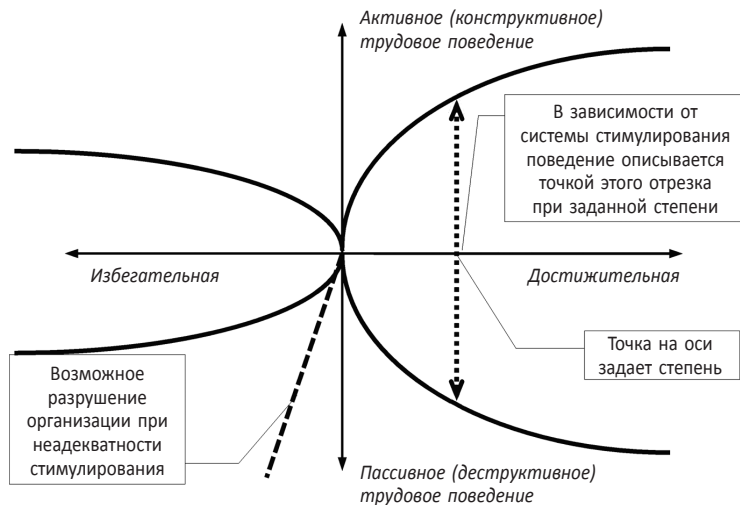 Активное (конструктивное)
трудовое поведение
В зависимости от
системы стимулирования
поведение описывается
точкой этого отрезка
при заданной степени
Избегательная
Достижительная
Точка на оси
задает степень
Возможное
разрушение
организации при
неадекватности
стимулирования
Пассивное (деструктивное)
трудовое поведение